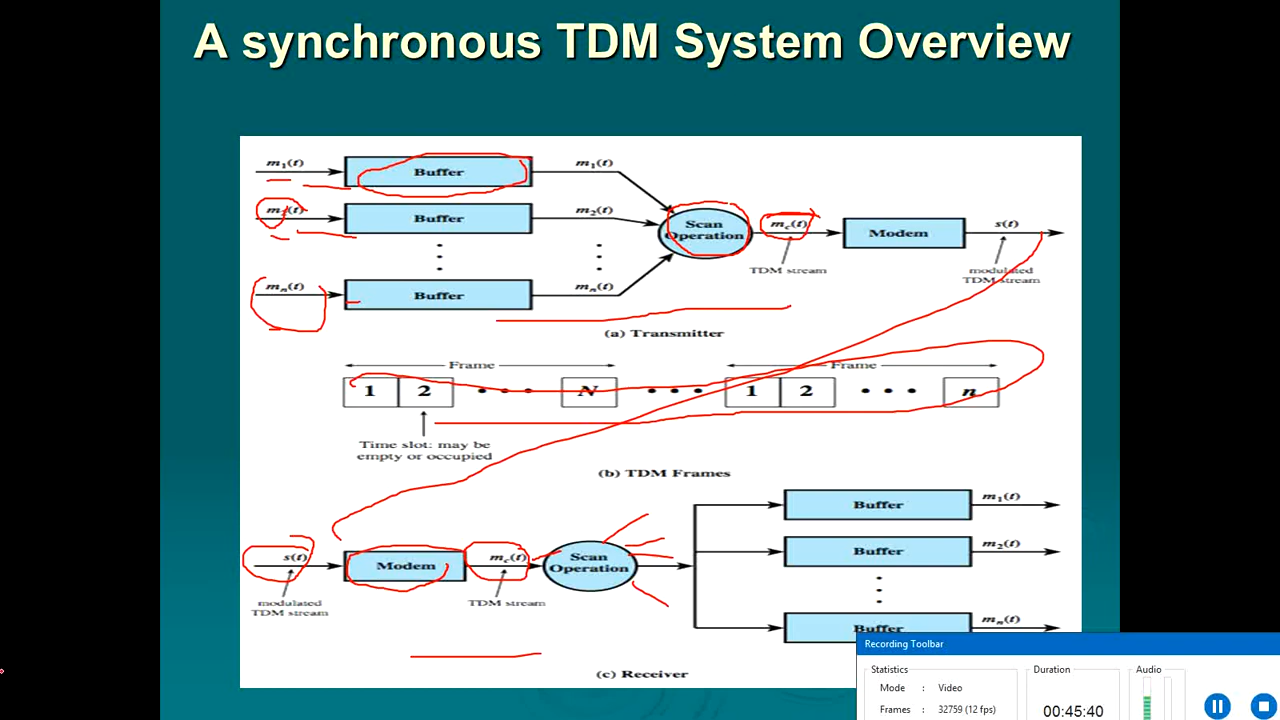 A synchronous TDM System Overview
m1(t) Buffer m1(t)
m2(t) Buffer m2(t)
Scan Operation mc(t) Modem s(t)
TDM stream
modulated TDM stream
mn(t) Buffer mn(t)
(a) Transmitter
Frame Frame
1 2 • • • N • • • 1 2 • • • n
Time slot: may be
empty or occupied
(b) TDM Frames
Buffer m1(t)
s(t) Modem mc(t) Scan Operation Buffer m2(t)
modulated TDM stream
TDM stream
Buffer mn(t)
(c) Receiver
Recording Toolbar
Statistics Duration Audio
Mode : Video
Frames : 32759 (12 fps) 00:45:40